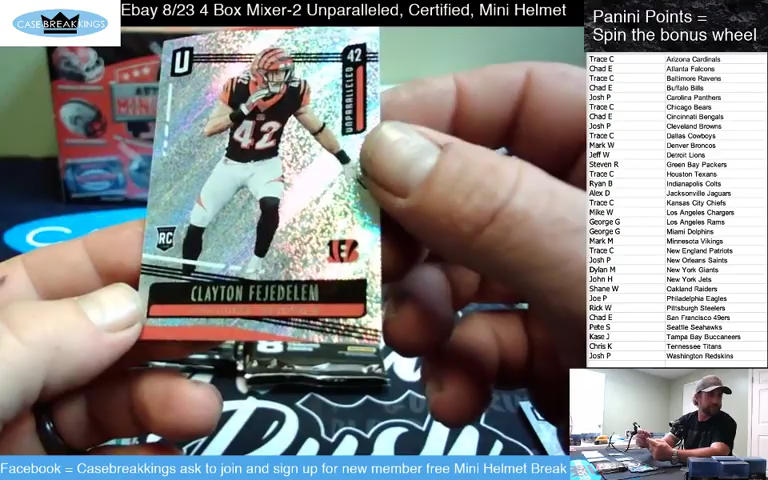 CASEBREAKKINGS
Ebay 8/23 4 Box Mixer-2 Unparalleled, Certified, Mini Helmet
Panini Points =
Spin the bonus wheel
Trace C Arizona Cardinals
Chad E Atlanta Falcons
Trace C Baltimore Ravens
Chad E Buffalo Bills
Josh P Carolina Panthers
Trace C Chicago Bears
Chad E Cincinnati Bengals
Josh P Cleveland Browns
Trace C Dallas Cowboys
Mark W Denver Broncos
Jeff W Detroit Lions
Steven R Green Bay Packers
Trace C Houston Texans
Ryan B Indianapolis Colts
Alex D Jacksonville Jaguars
Trace C Kansas City Chiefs
Mike W Los Angeles Chargers
George G Los Angeles Rams
George G Miami Dolphins
Mark M Minnesota Vikings
Trace C New England Patriots
Josh P New Orleans Saints
Dylan M New York Giants
John H New York Jets
Shane W Oakland Raiders
Joe P Philadelphia Eagles
Rick W Pittsburgh Steelers
Chad E San Francisco 49ers
Pete S Seattle Seahawks
Kase J Tampa Bay Buccaneers
Chris K Tennessee Titans
Josh P Washington Redskins
U
42
UNPARALLELED
42
RC
CLAYTON FEJEDELEM
Facebook = Casebreakkings ask to join and sign up for new member free Mini Helmet Break